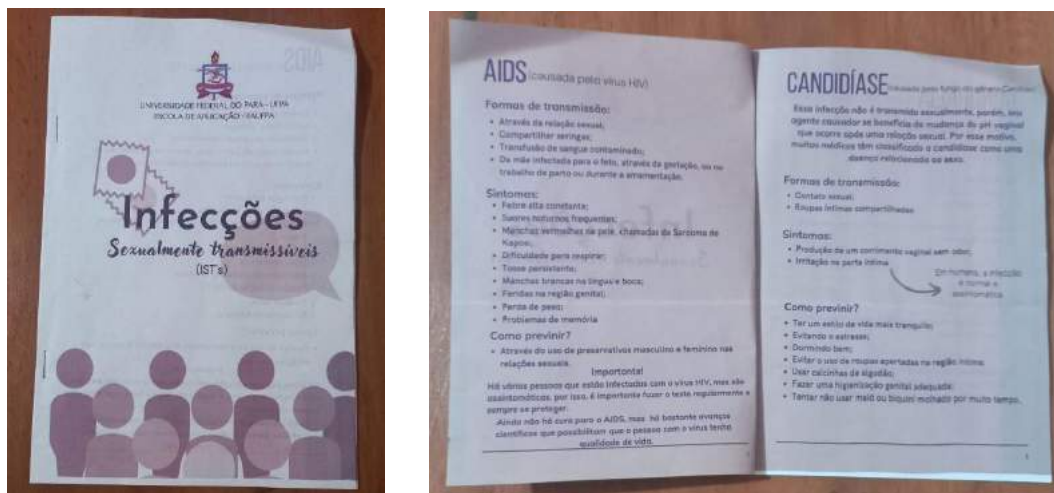 UNIVERSIDADE FEDERAL DO PARÁ - UFPA
ESCOLA DE APLICAÇÃO - EAUFPA
Infecções
Sexualmente transmissíveis
(IST's)
AIDS (causada pelo vírus HIV)
Formas de transmissão:
• Através da relação sexual;
• Compartilhar seringas;
• Transfusão de sangue contaminado;
• Da mãe infectada para o feto, através da gestação, ou no
trabalho de parto ou durante a amamentação.
Sintomas:
• Febre alta constante;
• Suores noturnos frequentes;
• Manchas vermelhas na pele, chamadas de Sarcoma de
Kaposi;
• Dificuldade para respirar;
• Tosse persistente;
• Manchas brancas na língua e boca;
• Feridas na região genital;
• Perda de peso;
• Problemas de memória
Como previnir?
• Através do uso de preservativos masculino e feminino nas
relações sexuais.
Importante!
Há várias pessoas que estão infectadas com o vírus HIV, mas são
assintomáticas, por isso, é importante fazer o teste regularmente e
sempre se proteger.
Ainda não há cura para a AIDS, mas há bastante avanços
científicos que possibilitam que a pessoa com o vírus tenha
qualidade de vida.
CANDIDÍASE (causada pelo fungo do gênero Candida)
Essa infecção não é transmitida sexualmente, porém, seu
agente causador se beneficia da mudança do pH vaginal
que ocorre após uma relação sexual. Por esse motivo,
muitos médicos têm classificado a candidíase como uma
doença relacionada ao sexo.
Formas de transmissão:
• Contato sexual;
• Roupas íntimas compartilhadas
Sintomas:
• Produção de um corrimento vaginal sem odor;
• Irritação na parte íntima
Em homens, a infecção
é normal e
assintomática
Como previnir?
• Ter um estilo de vida mais tranquilo;
• Evitando o estresse;
• Dormindo bem;
• Evitar o uso de roupas apertadas na região íntima;
• Usar calcinhas de algodão;
• Fazer uma higienização genital adequada;
• Tentar não usar maiô ou biquíni molhado por muito tempo.